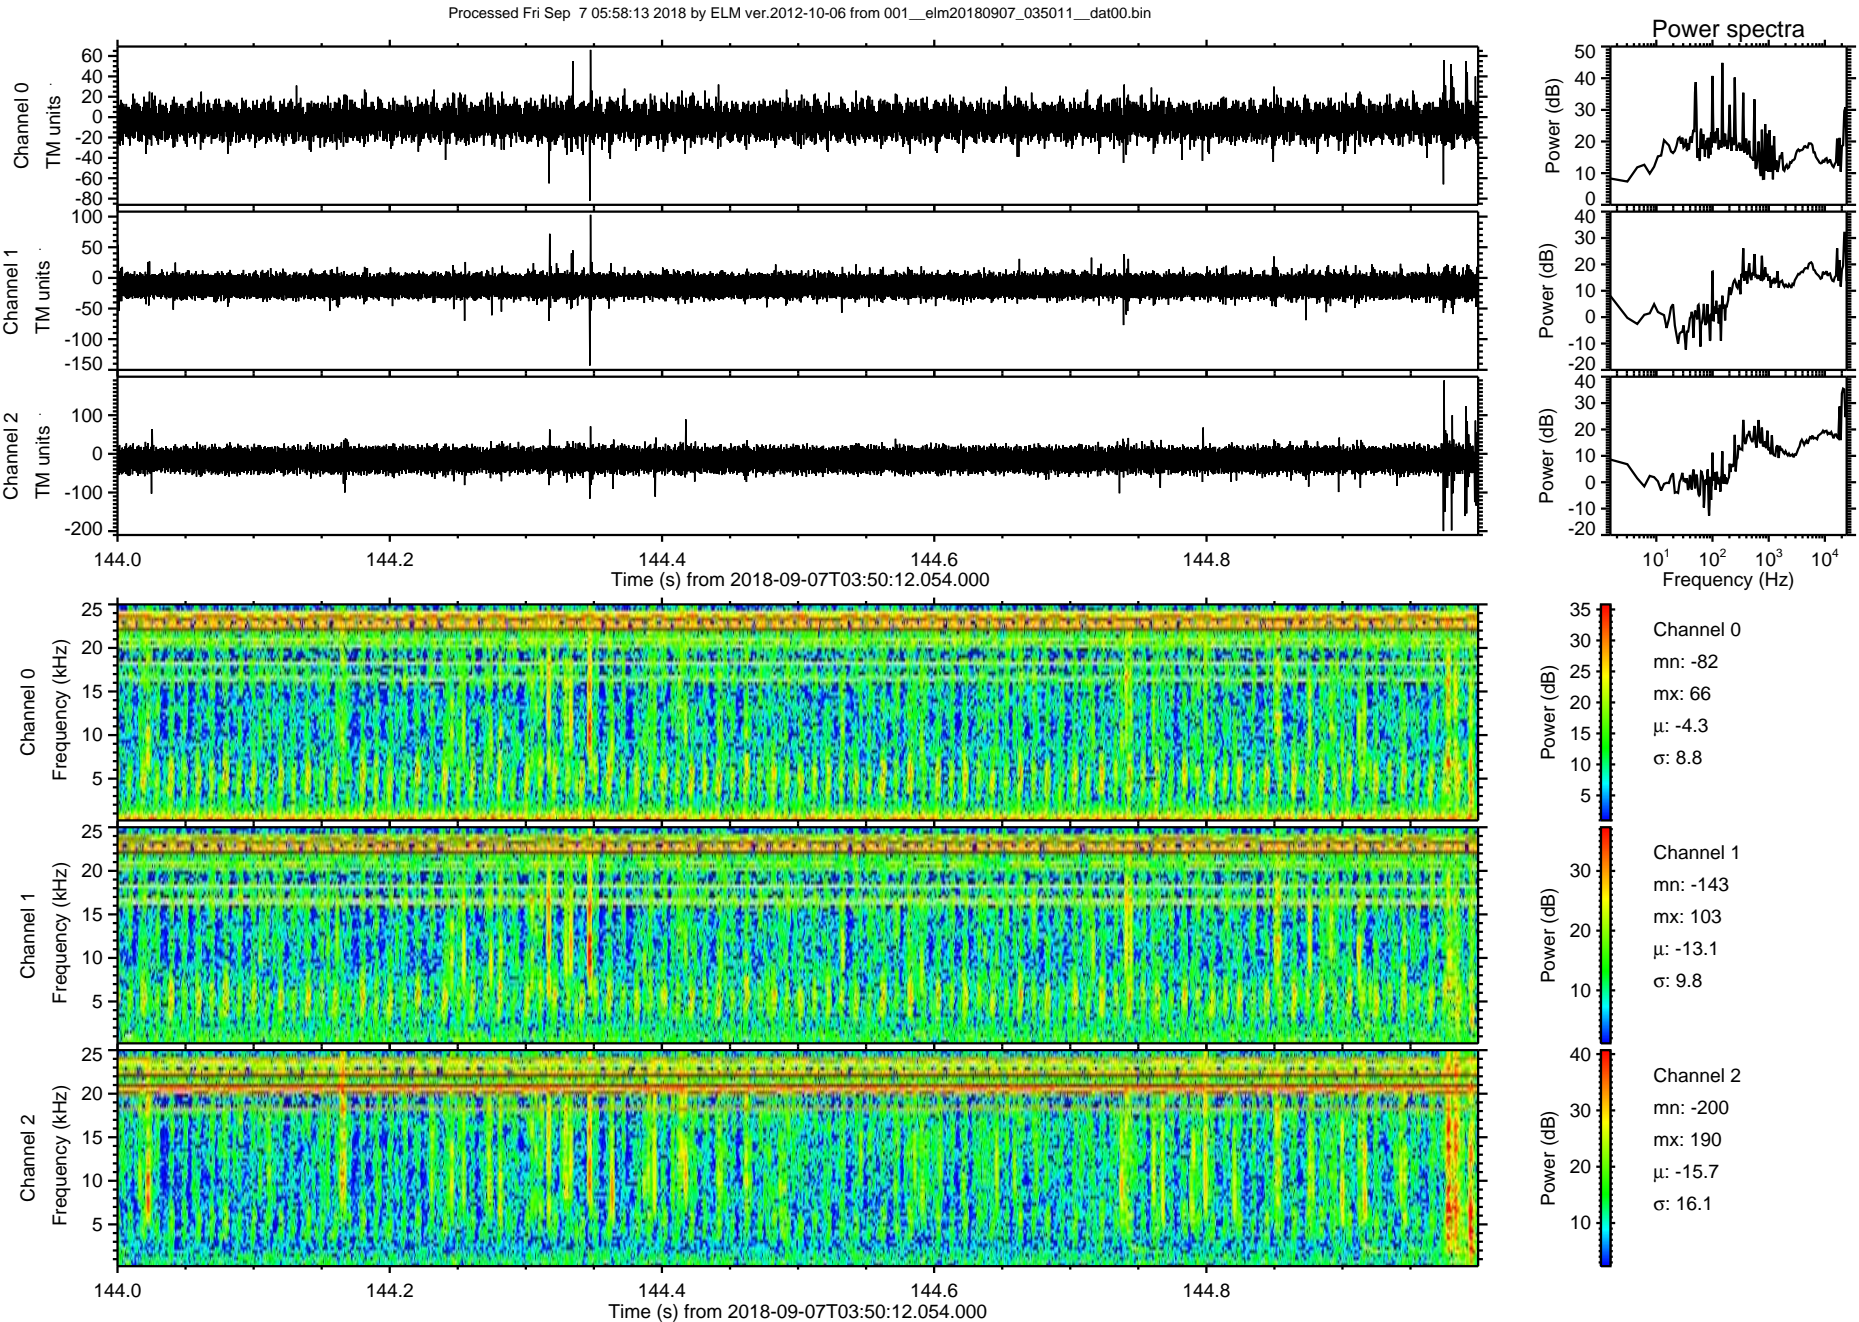 Processed Fri Sep  7 05:58:13 2018 by ELM ver.2012-10-06 from 001__elm20180907_035011__dat00.bin
Power spectra
Channel 0
TM units
60
40
20
0
-20
-40
-60
-80
Power (dB)
50
40
30
20
10
0
Channel 1
TM units
100
50
0
-50
-100
-150
Power (dB)
40
30
20
10
0
-10
-20
Channel 2
TM units
100
0
-100
-200
Power (dB)
40
30
20
10
0
-10
-20
144.0 144.2 144.4 144.6 144.8
Time (s) from 2018-09-07T03:50:12.054.000
10¹ 10² 10³ 10⁴
Frequency (Hz)
Channel 0
Frequency (kHz)
25
20
15
10
5
Power (dB)
35
30
25
20
15
10
5
Channel 0
mn: -82
mx: 66
μ: -4.3
σ: 8.8
Channel 1
Frequency (kHz)
25
20
15
10
5
Power (dB)
30
20
10
Channel 1
mn: -143
mx: 103
μ: -13.1
σ: 9.8
Channel 2
Frequency (kHz)
25
20
15
10
5
Power (dB)
40
30
20
10
Channel 2
mn: -200
mx: 190
μ: -15.7
σ: 16.1
144.0 144.2 144.4 144.6 144.8
Time (s) from 2018-09-07T03:50:12.054.000